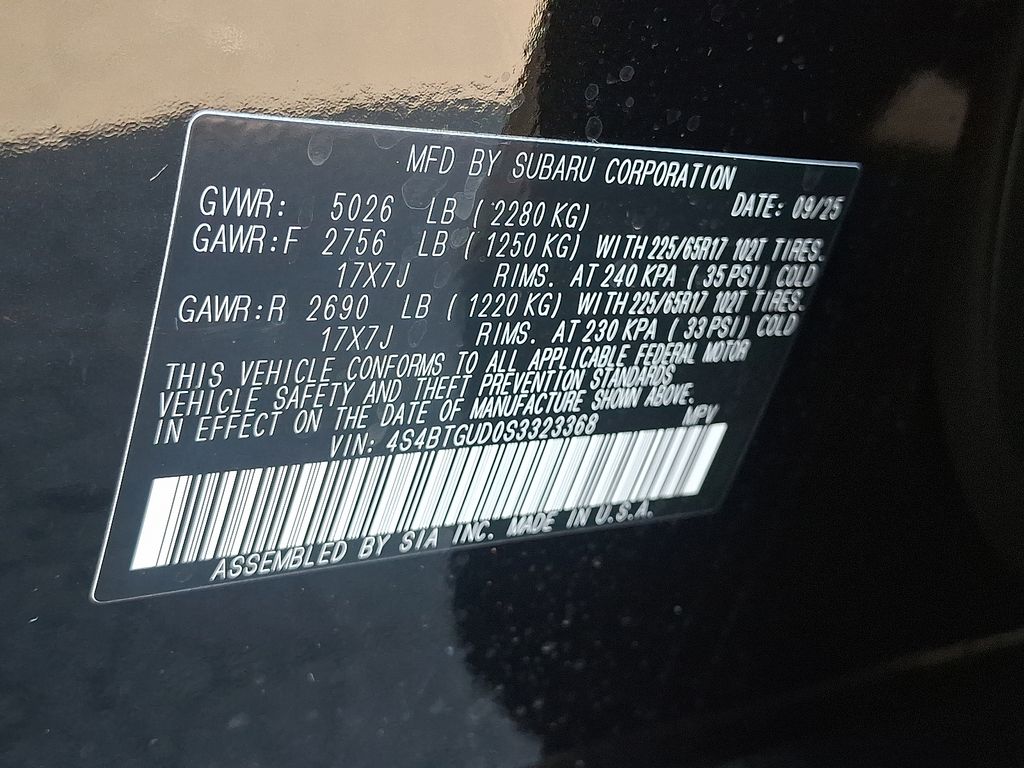 MFD BY SUBARU CORPORATION
GVWR: 5026 LB ( 2280 KG) DATE: 09/25
GAWR:F 2756 LB ( 1250 KG) WITH 225/65R17 102T TIRES.
17X7J RIMS. AT 240 KPA ( 35 PSI) COLD
GAWR:R 2690 LB ( 1220 KG) WITH 225/65R17 102T TIRES.
17X7J RIMS. AT 230 KPA ( 33 PSI) COLD
THIS VEHICLE CONFORMS TO ALL APPLICABLE FEDERAL MOTOR
VEHICLE SAFETY AND THEFT PREVENTION STANDARDS
IN EFFECT ON THE DATE OF MANUFACTURE SHOWN ABOVE.
VIN: 4S4BTGUD0S3323368 MPV
ASSEMBLED BY SIA INC. MADE IN U.S.A.